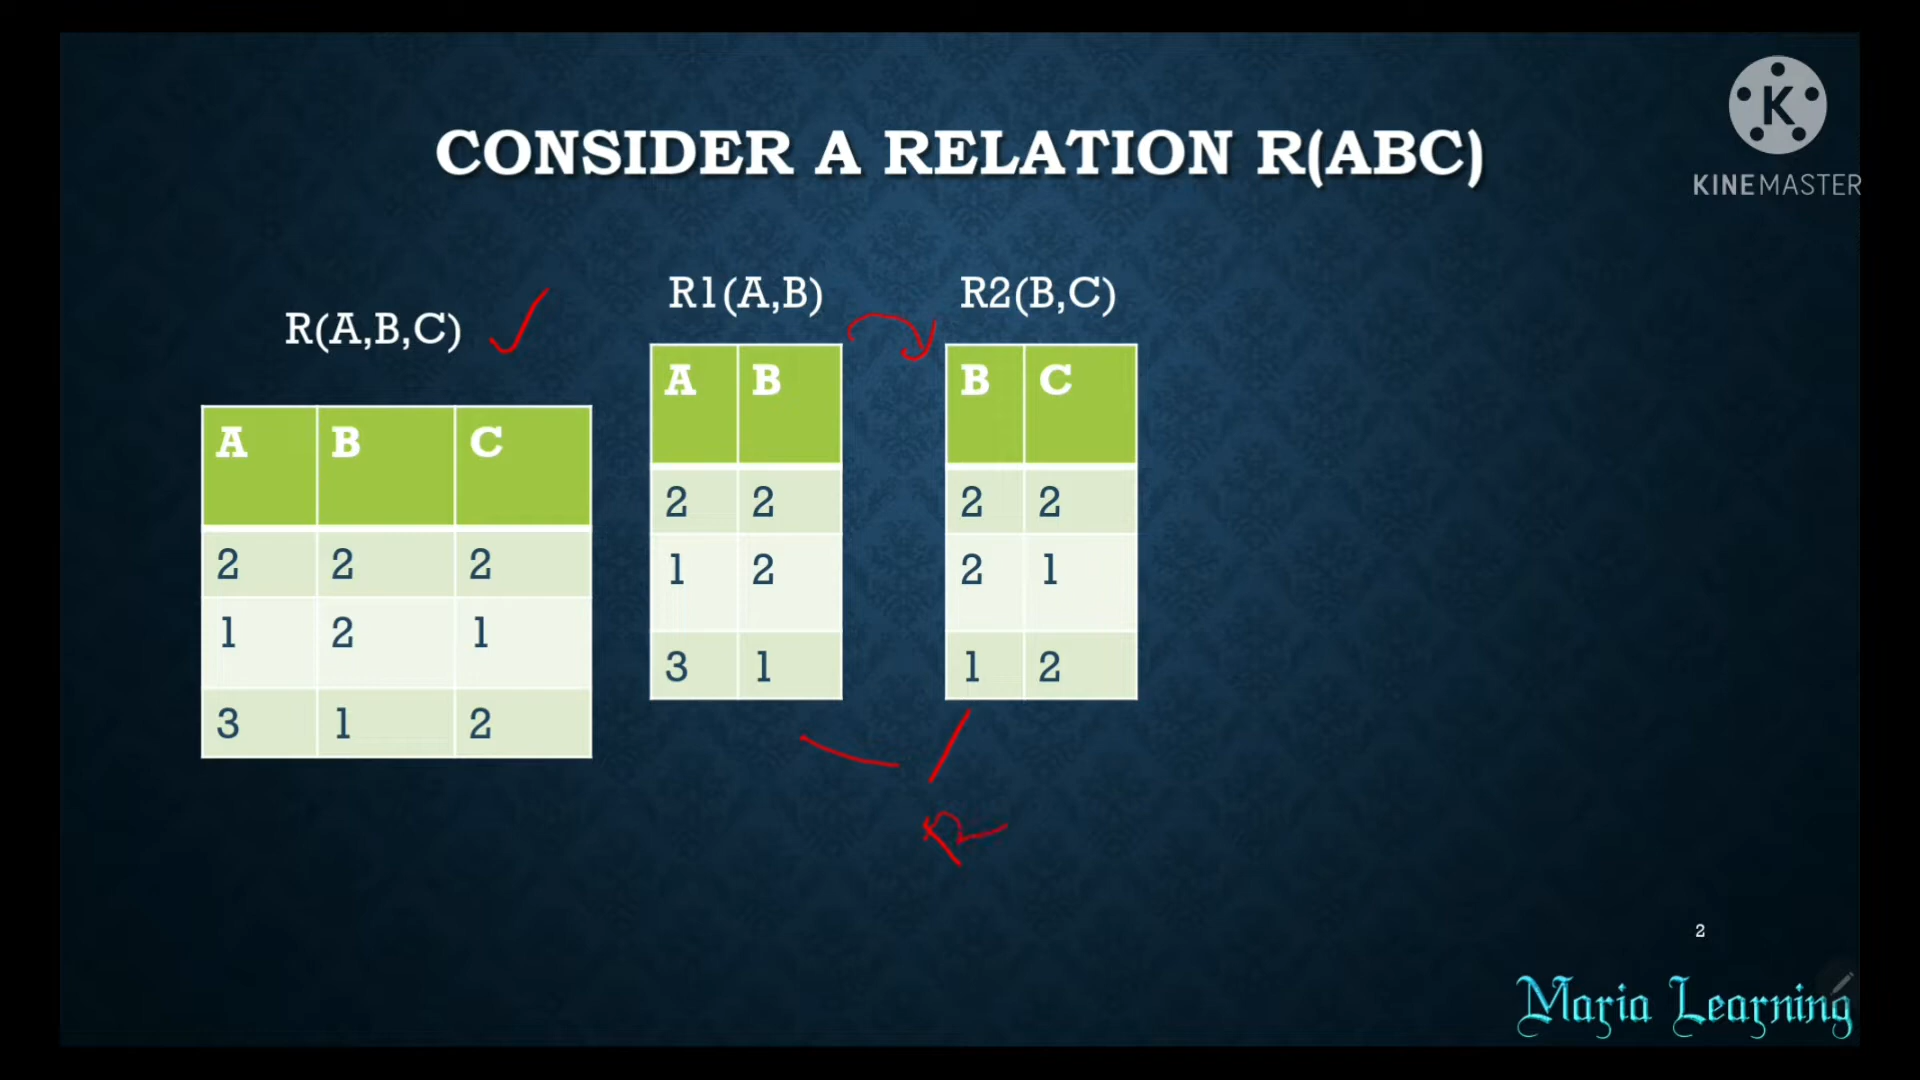 K
KINEMASTER
CONSIDER A RELATION R(ABC)
R(A,B,C)
A B C
2 2 2
1 2 1
3 1 2
R1(A,B)
A B
2 2
1 2
3 1
R2(B,C)
B C
2 2
2 1
1 2
R
2
Maria Learning